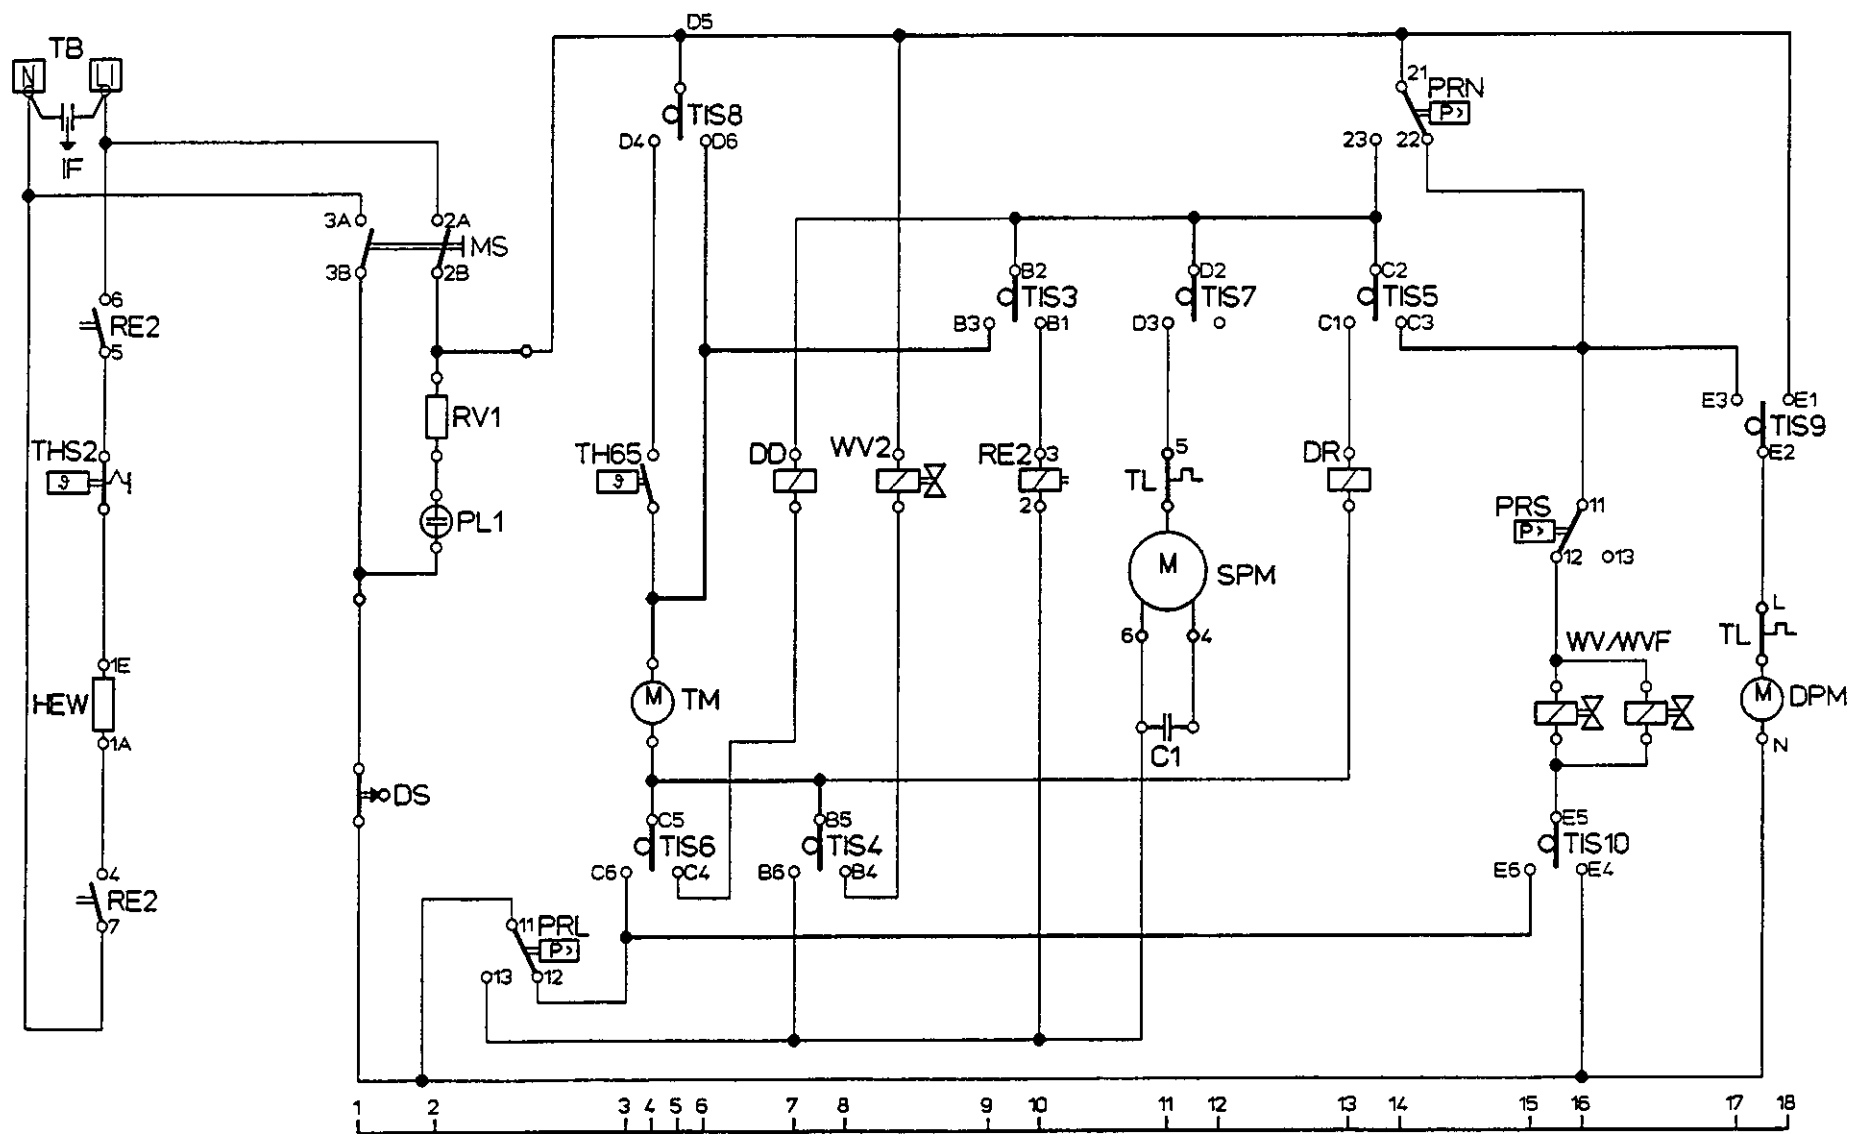 D5
TB
N
L1
21
PRN
P>
TIS8
IF
D4
D6
23
22
3A
2A
MS
3B
2B
B2
D2
C2
6
RE2
TIS3
TIS7
TIS5
5
B3
B1
D3
C1
C3
RV1
E3
E1
TIS9
E2
THS2
ϑ
TH65
ϑ
DD
WV2
RE2
3
2
5
TL
DR
PL1
PRS
P>
11
12
13
M
SPM
1E
6
4
L
TL
WV/WVF
HEW
M
TM
M
DPM
1A
C1
N
DS
C5
TIS6
B5
TIS4
E5
TIS10
4
RE2
7
C6
C4
B6
B4
E6
E4
11
PRL
P>
13
12
1 2 3 4 5 6 7 8 9 10 11 12 13 14 15 16 17 18